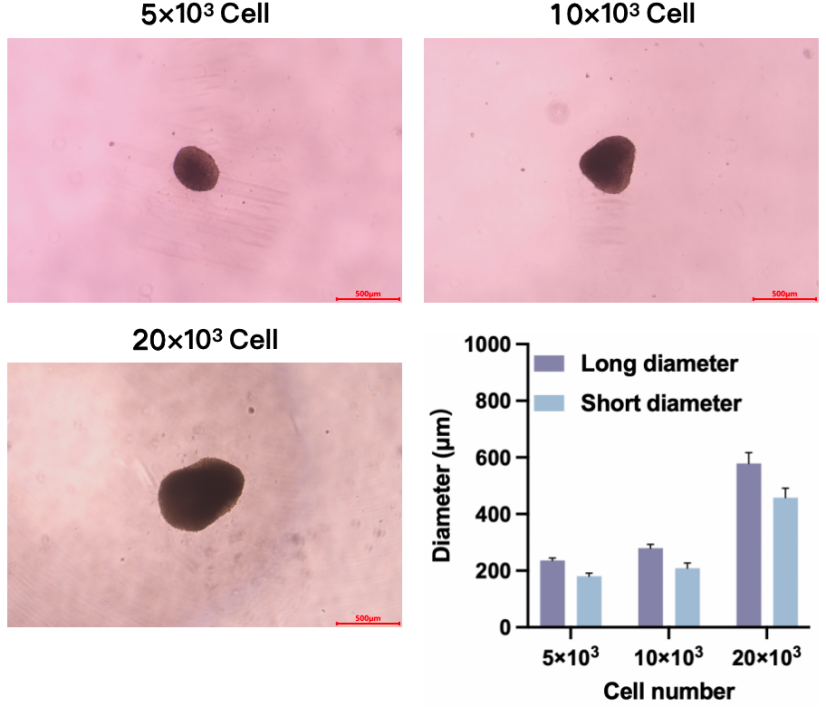 5×10³ Cell
10×10³ Cell
500μm
500μm
20×10³ Cell
500μm
1000
800
600
400
200
0
Diameter (μm)
Long diameter
Short diameter
5×10³
10×10³
20×10³
Cell number